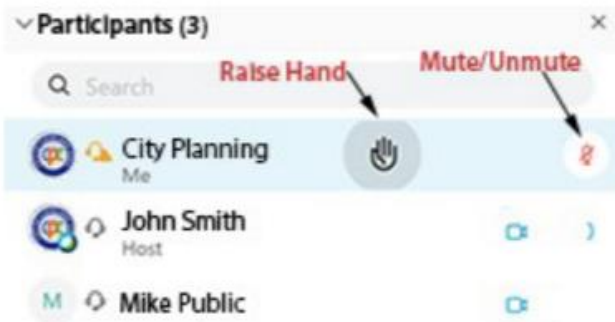 Participants (3)
Search
Raise Hand
Mute/Unmute
City Planning
Me
John Smith
Host
M Mike Public